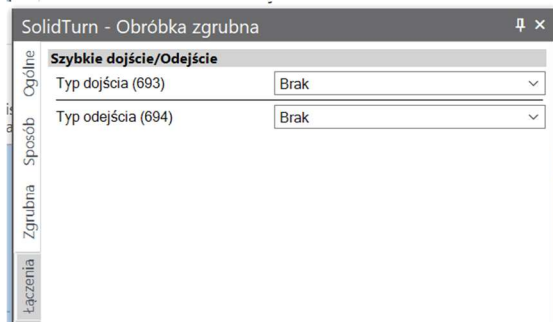 SolidTurn - Obróbka zgrubna
Szybkie dojście/Odejście
Typ dojścia (693)
Brak
Typ odejścia (694)
Brak
Ogólne
Sposób
Zgrubna
Łączenia